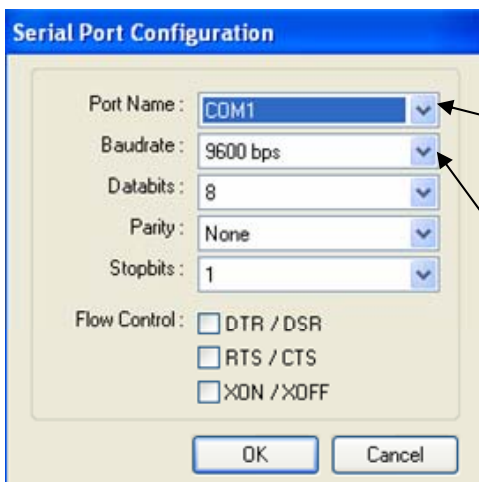 Serial Port Configuration
Port Name : COM1
Baudrate : 9600 bps
Databits : 8
Parity : None
Stopbits : 1
Flow Control : DTR / DSR
RTS / CTS
XON / XOFF
OK Cancel